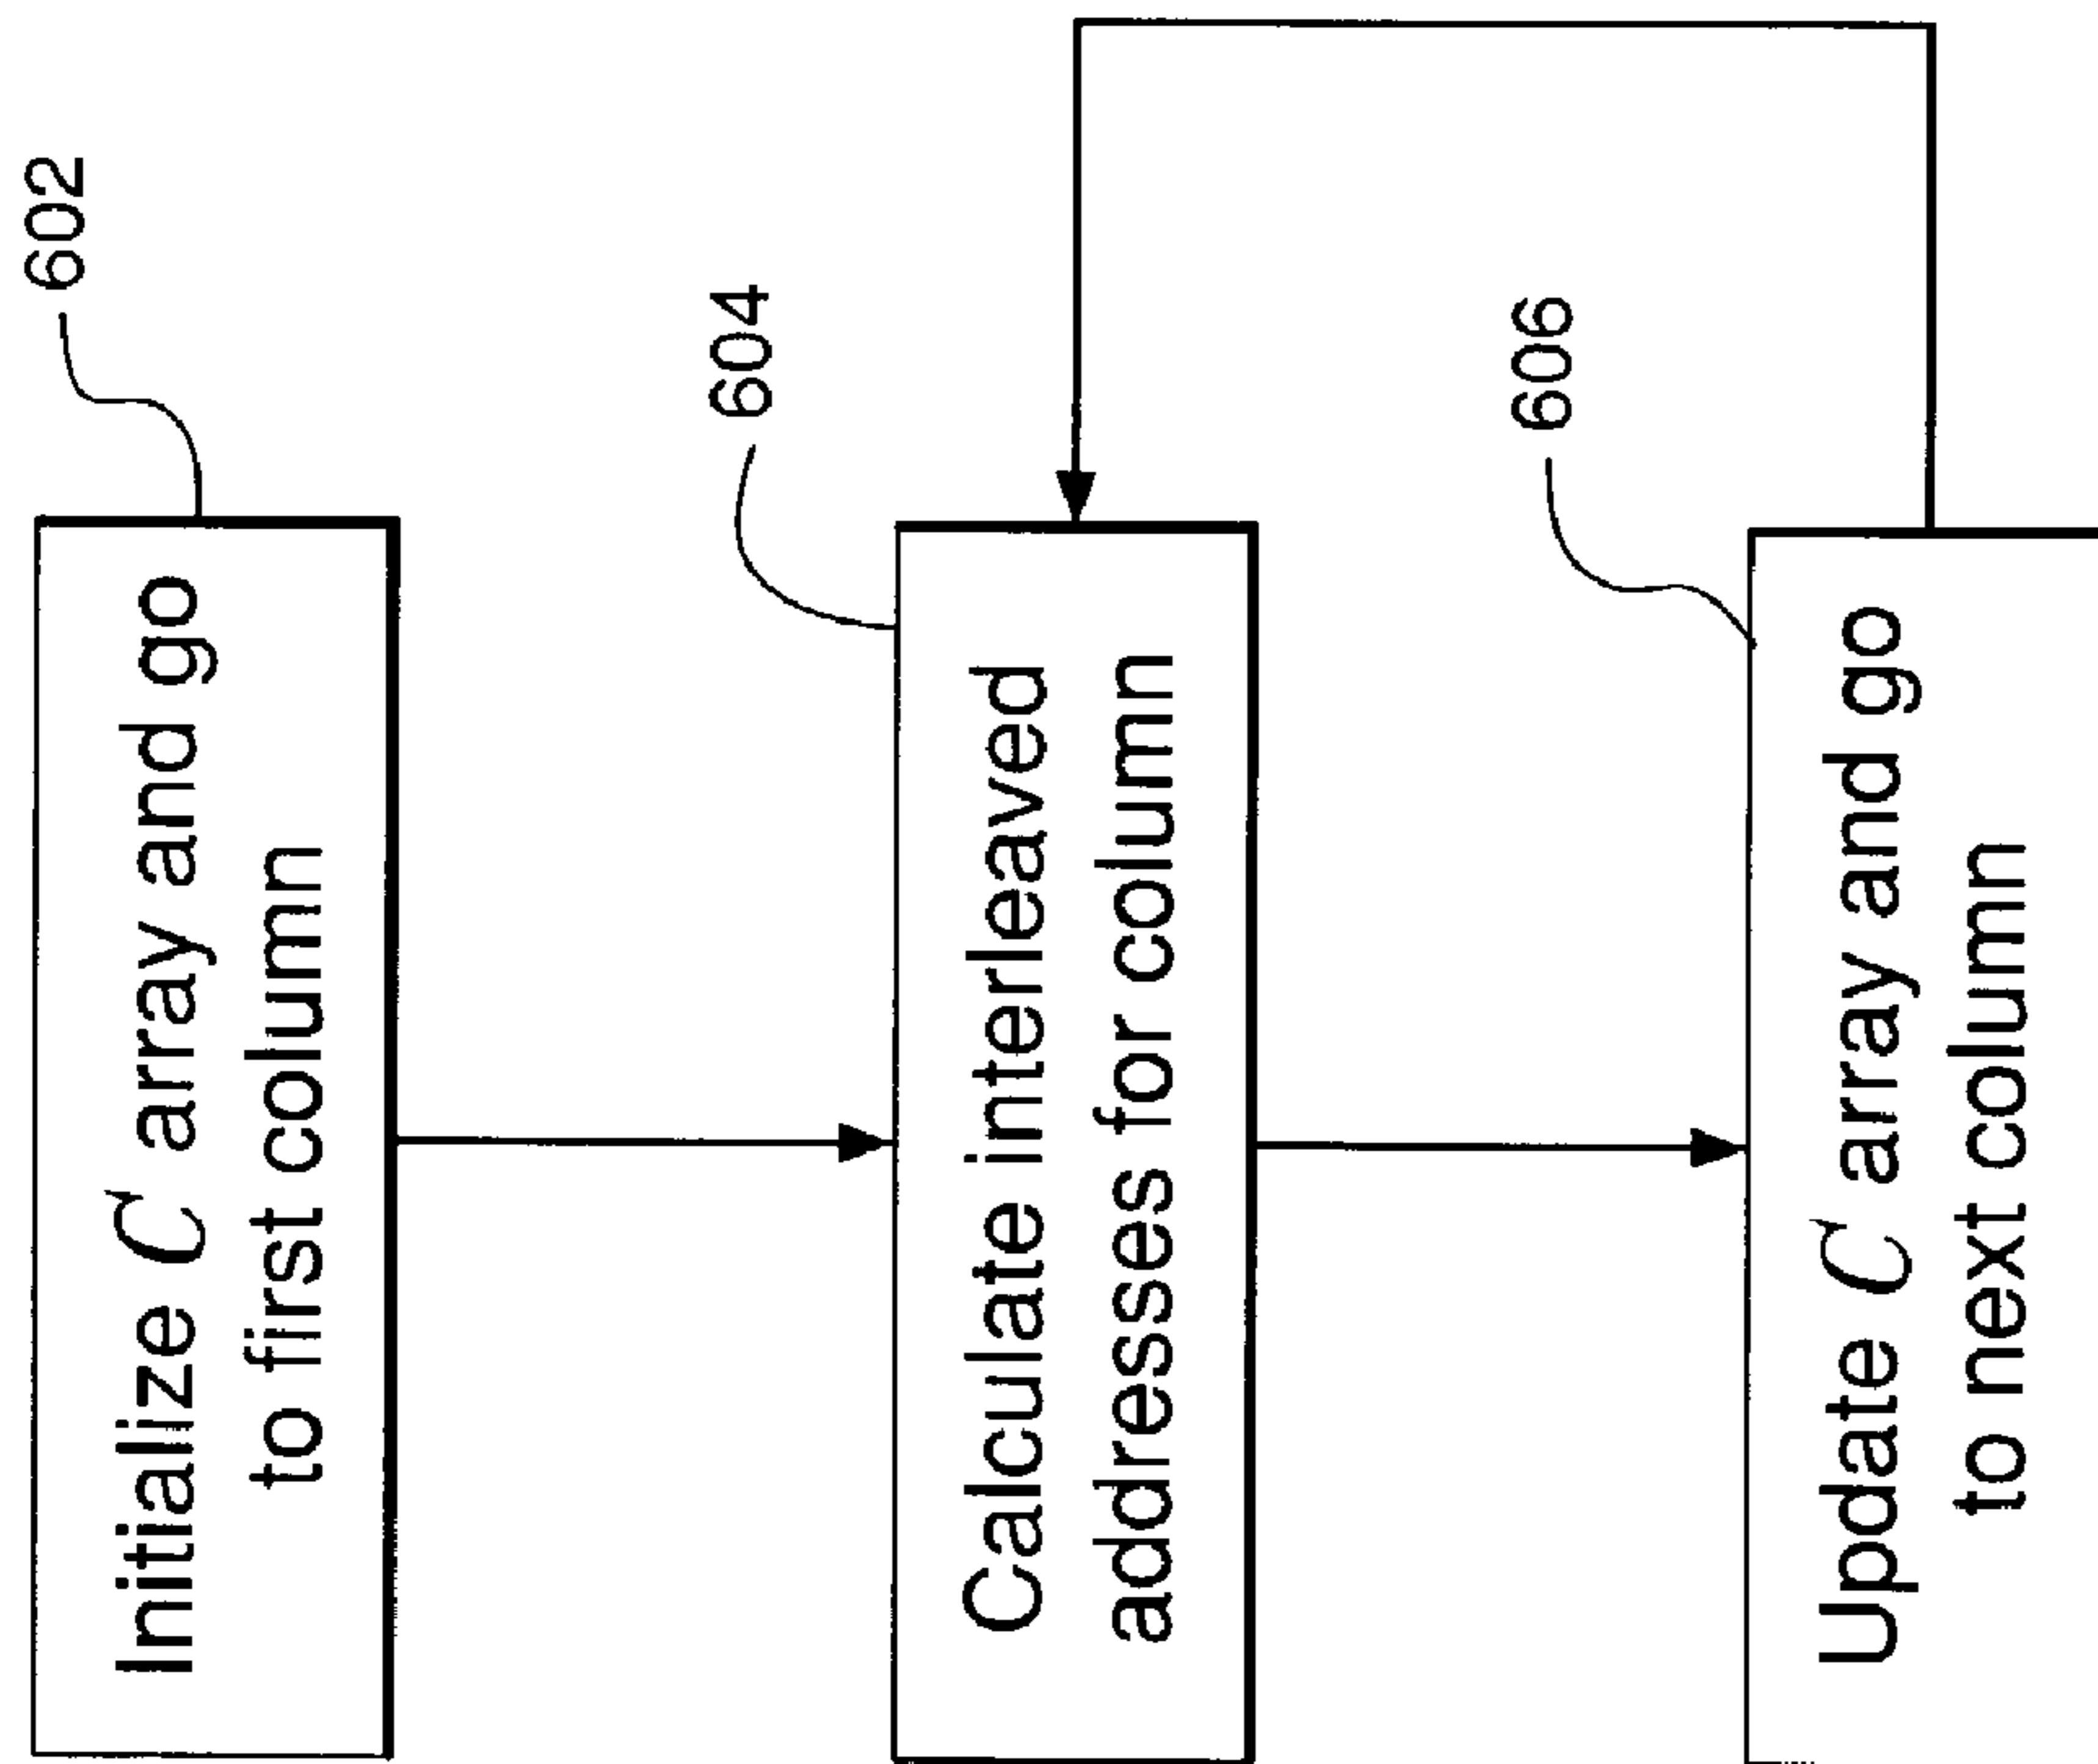 602
Initialize C array and go
to first column
604
Calculate interleaved
addresses for column
606
Update C array and go
to next column